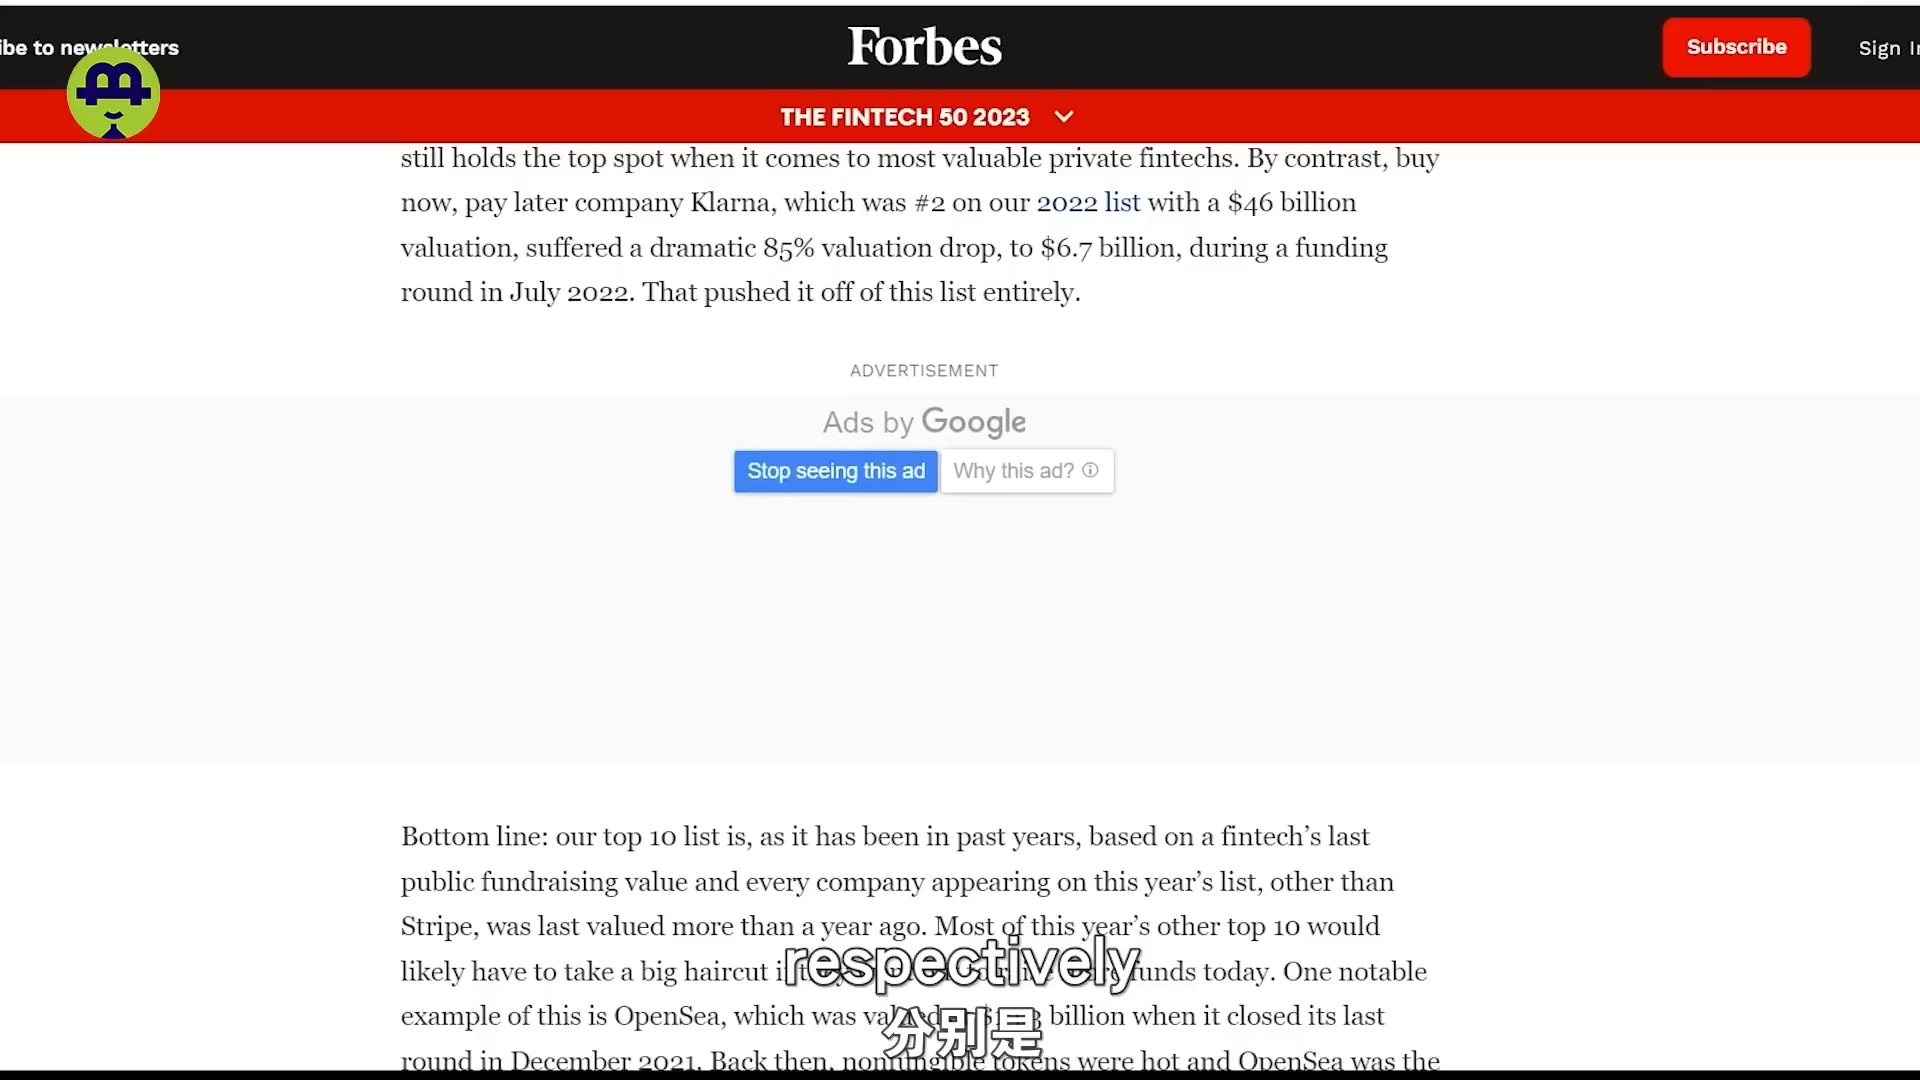 ibe to newsletters
Forbes
Subscribe
Sign In
THE FINTECH 50 2023
still holds the top spot when it comes to most valuable private fintechs. By contrast, buy
now, pay later company Klarna, which was #2 on our 2022 list with a $46 billion
valuation, suffered a dramatic 85% valuation drop, to $6.7 billion, during a funding
round in July 2022. That pushed it off of this list entirely.
ADVERTISEMENT
Ads by Google
Stop seeing this ad
Why this ad?
Bottom line: our top 10 list is, as it has been in past years, based on a fintech’s last
public fundraising value and every company appearing on this year’s list, other than
Stripe, was last valued more than a year ago. Most of this year’s other top 10 would
likely have to take a big haircut funds today. One notable
example of this is OpenSea, which was billion when it closed its last
round in December 2021. Back then, nonfungible tokens were hot and OpenSea was the
respectively
分别是